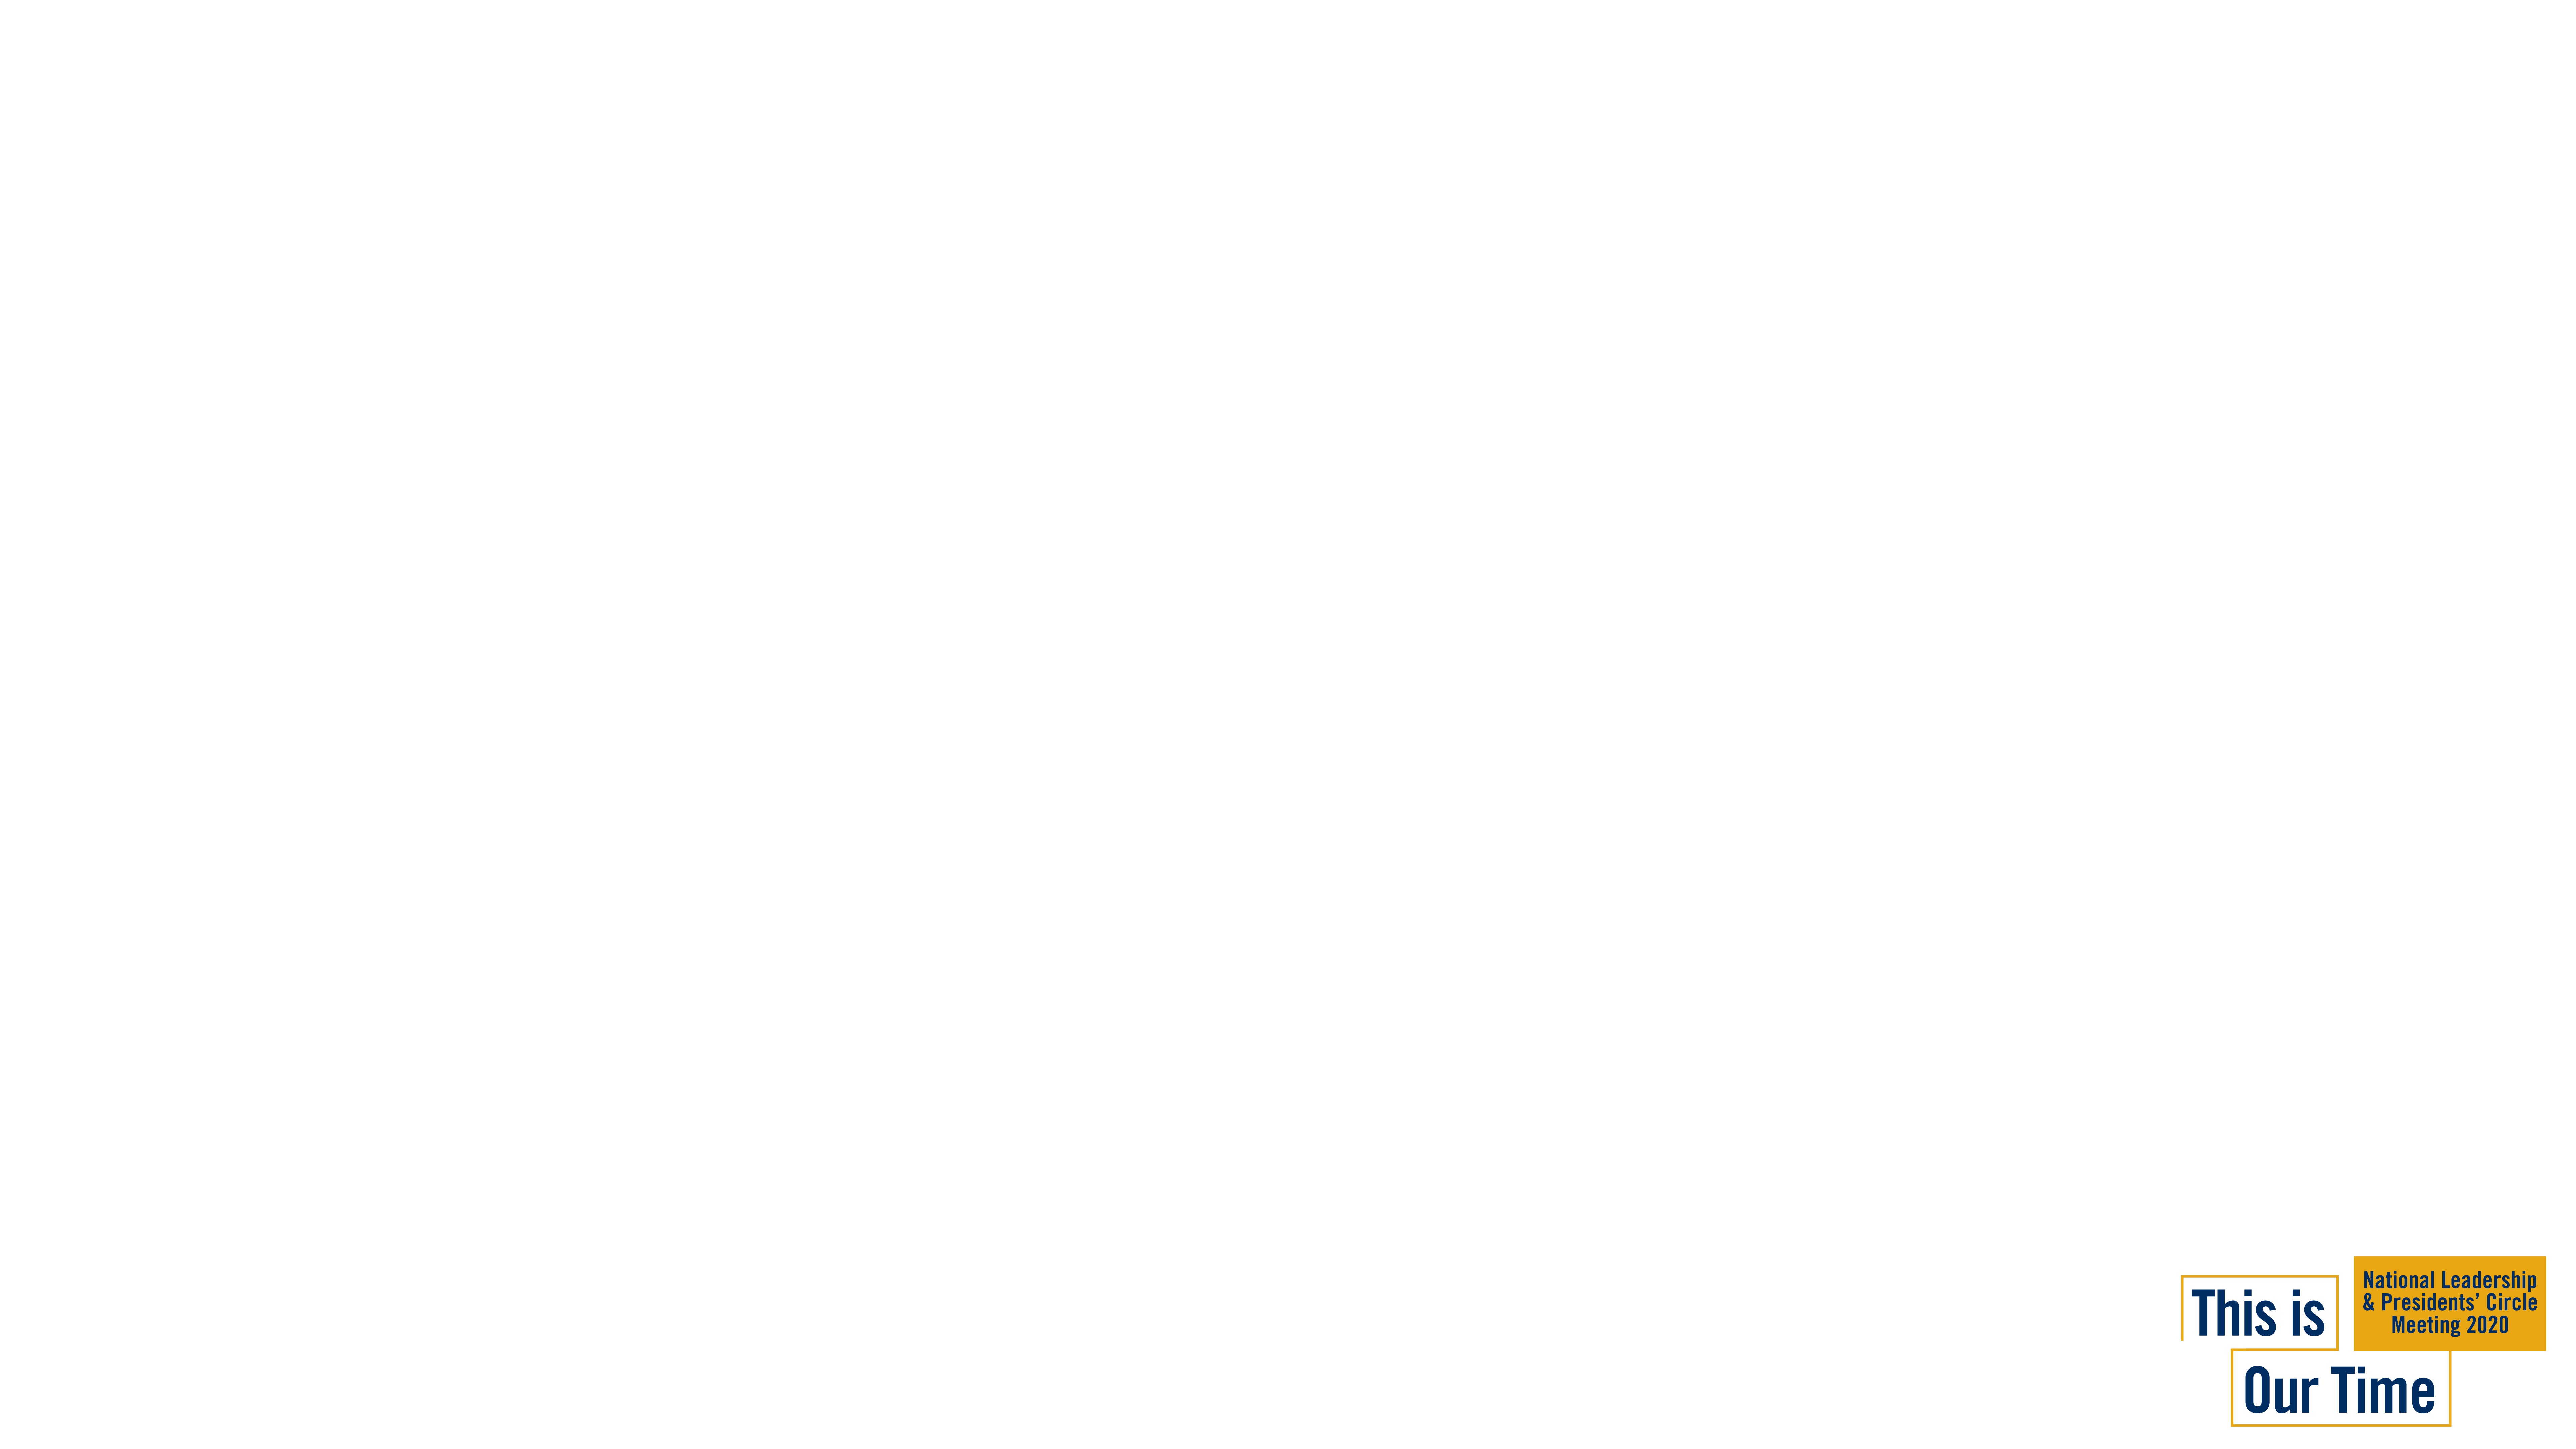 This is
Our Time
National Leadership
& Presidents’ Circle
Meeting 2020